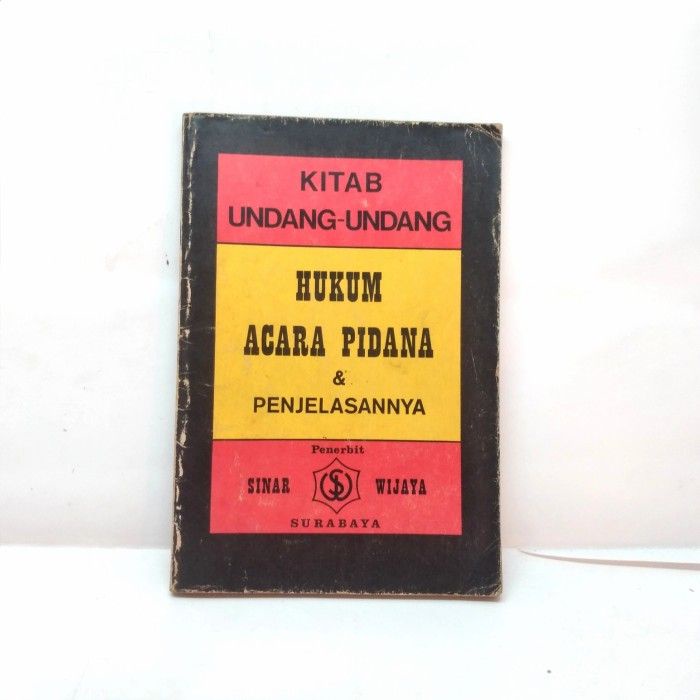 KITAB
UNDANG-UNDANG
HUKUM
ACARA PIDANA
&
PENJELASANNYA
Penerbit
SINAR WIJAYA
SURABAYA